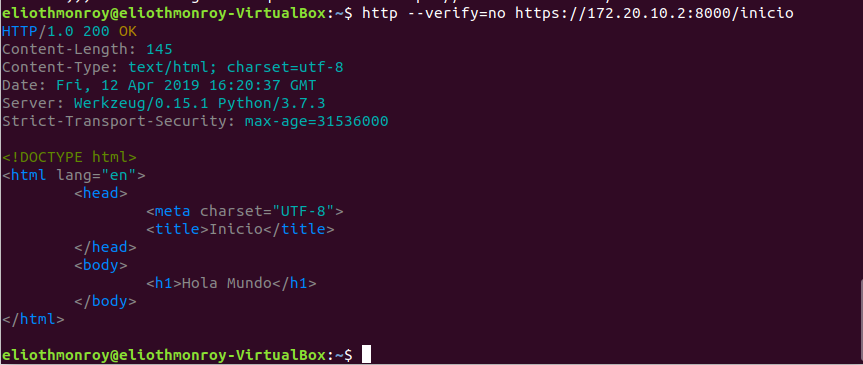 eliothmonroy@eliothmonroy-VirtualBox:~$ http --verify=no https://172.20.10.2:8000/inicio
HTTP/1.0 200 OK
Content-Length: 145
Content-Type: text/html; charset=utf-8
Date: Fri, 12 Apr 2019 16:20:37 GMT
Server: Werkzeug/0.15.1 Python/3.7.3
Strict-Transport-Security: max-age=31536000
<!DOCTYPE html>
<html lang="en">
<head>
<meta charset="UTF-8">
<title>Inicio</title>
</head>
<body>
<h1>Hola Mundo</h1>
</body>
</html>
eliothmonroy@eliothmonroy-VirtualBox:~$